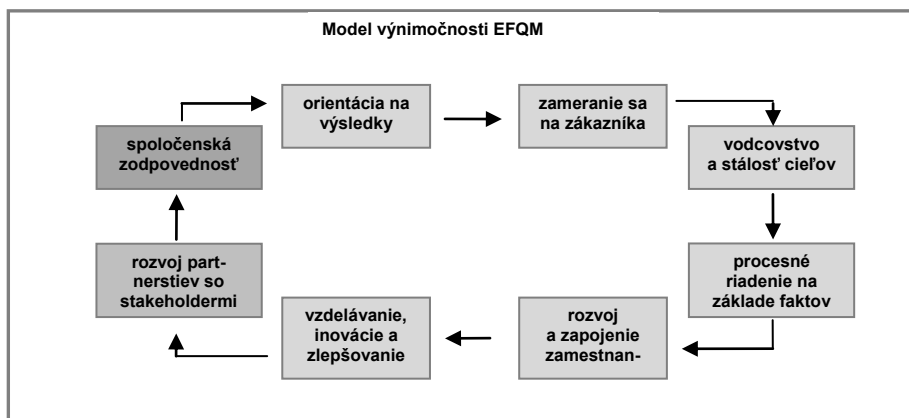 Model výnimočnosti EFQM
orientácia na
výsledky
zameranie sa
na zákazníka
vodcovstvo
a stálosť cieľov
procesné
riadenie na
základe faktov
rozvoj
a zapojenie
zamestnan-
vzdelávanie,
inovácie a
zlepšovanie
rozvoj part-
nerstiev so
stakeholdermi
spoločenská
zodpovednosť